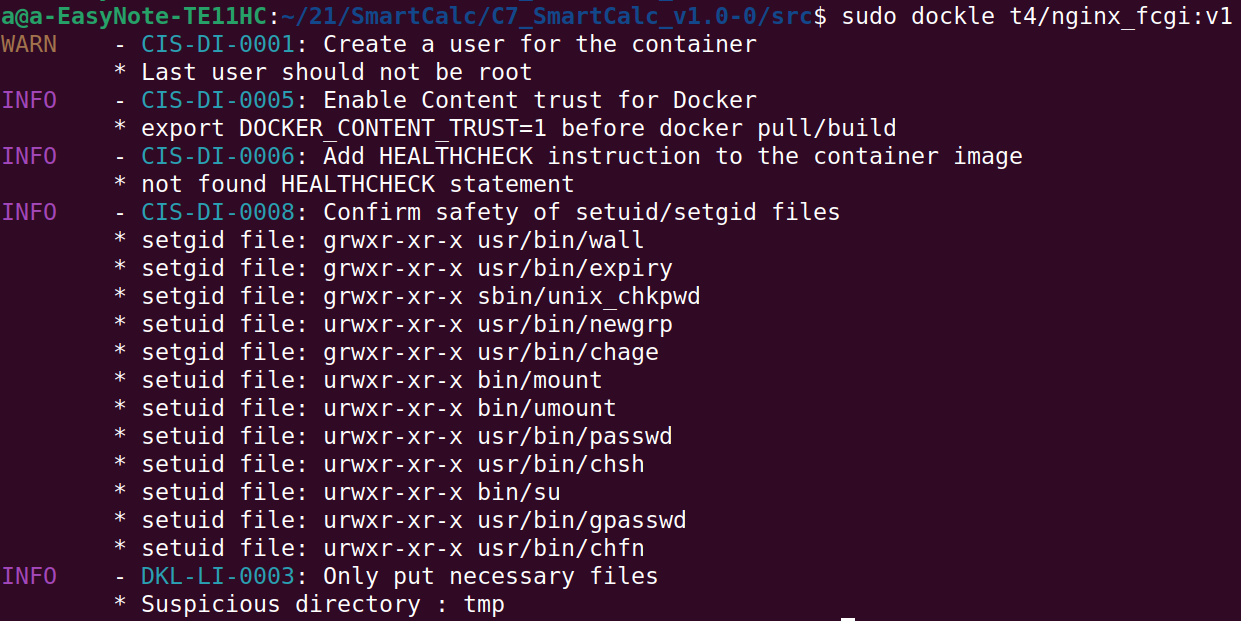 a@a-EasyNote-TE11HC:~/21/SmartCalc/C7_SmartCalc_v1.0-0/src$ sudo dockle t4/nginx_fcgi:v1
WARN - CIS-DI-0001: Create a user for the container
* Last user should not be root
INFO - CIS-DI-0005: Enable Content trust for Docker
* export DOCKER_CONTENT_TRUST=1 before docker pull/build
INFO - CIS-DI-0006: Add HEALTHCHECK instruction to the container image
* not found HEALTHCHECK statement
INFO - CIS-DI-0008: Confirm safety of setuid/setgid files
* setgid file: grwxr-xr-x usr/bin/wall
* setgid file: grwxr-xr-x usr/bin/expiry
* setgid file: grwxr-xr-x sbin/unix_chkpwd
* setuid file: urwxr-xr-x usr/bin/newgrp
* setgid file: grwxr-xr-x usr/bin/chage
* setuid file: urwxr-xr-x bin/mount
* setuid file: urwxr-xr-x bin/umount
* setuid file: urwxr-xr-x usr/bin/passwd
* setuid file: urwxr-xr-x usr/bin/chsh
* setuid file: urwxr-xr-x bin/su
* setuid file: urwxr-xr-x usr/bin/gpasswd
* setuid file: urwxr-xr-x usr/bin/chfn
INFO - DKL-LI-0003: Only put necessary files
* Suspicious directory : tmp